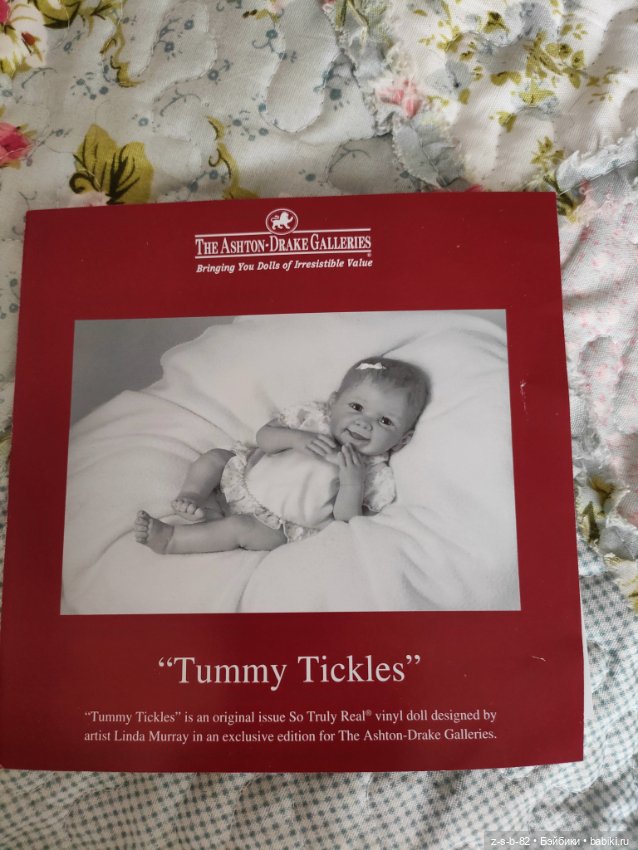 The Ashton-Drake Galleries
Bringing You Dolls of Irresistible Value
“Tummy Tickles”
“Tummy Tickles” is an original issue So Truly Real® vinyl doll designed by
artist Linda Murray in an exclusive edition for The Ashton-Drake Galleries.
z-s-b-82 • Бэйбики • babiki.ru